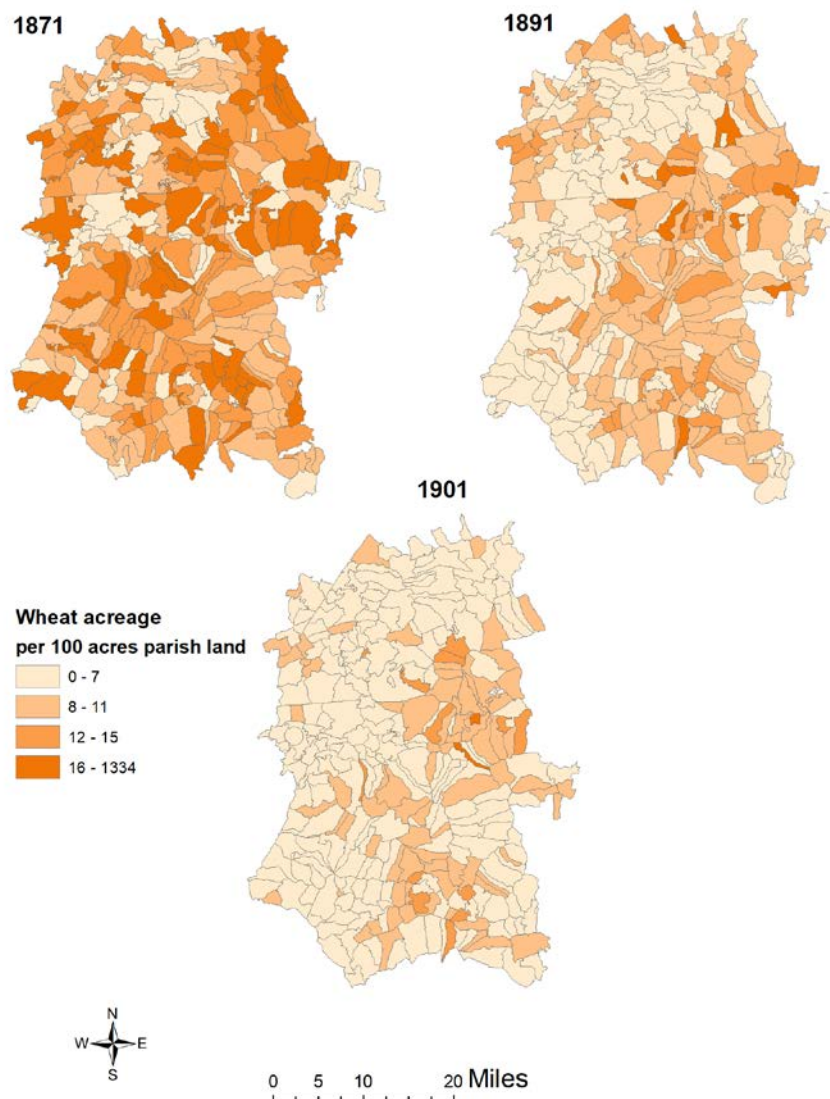 1871
1891
1901
Wheat acreage
per 100 acres parish land
0 - 7
8 - 11
12 - 15
16 - 1334
N
W E
S
0 5 10 20 Miles